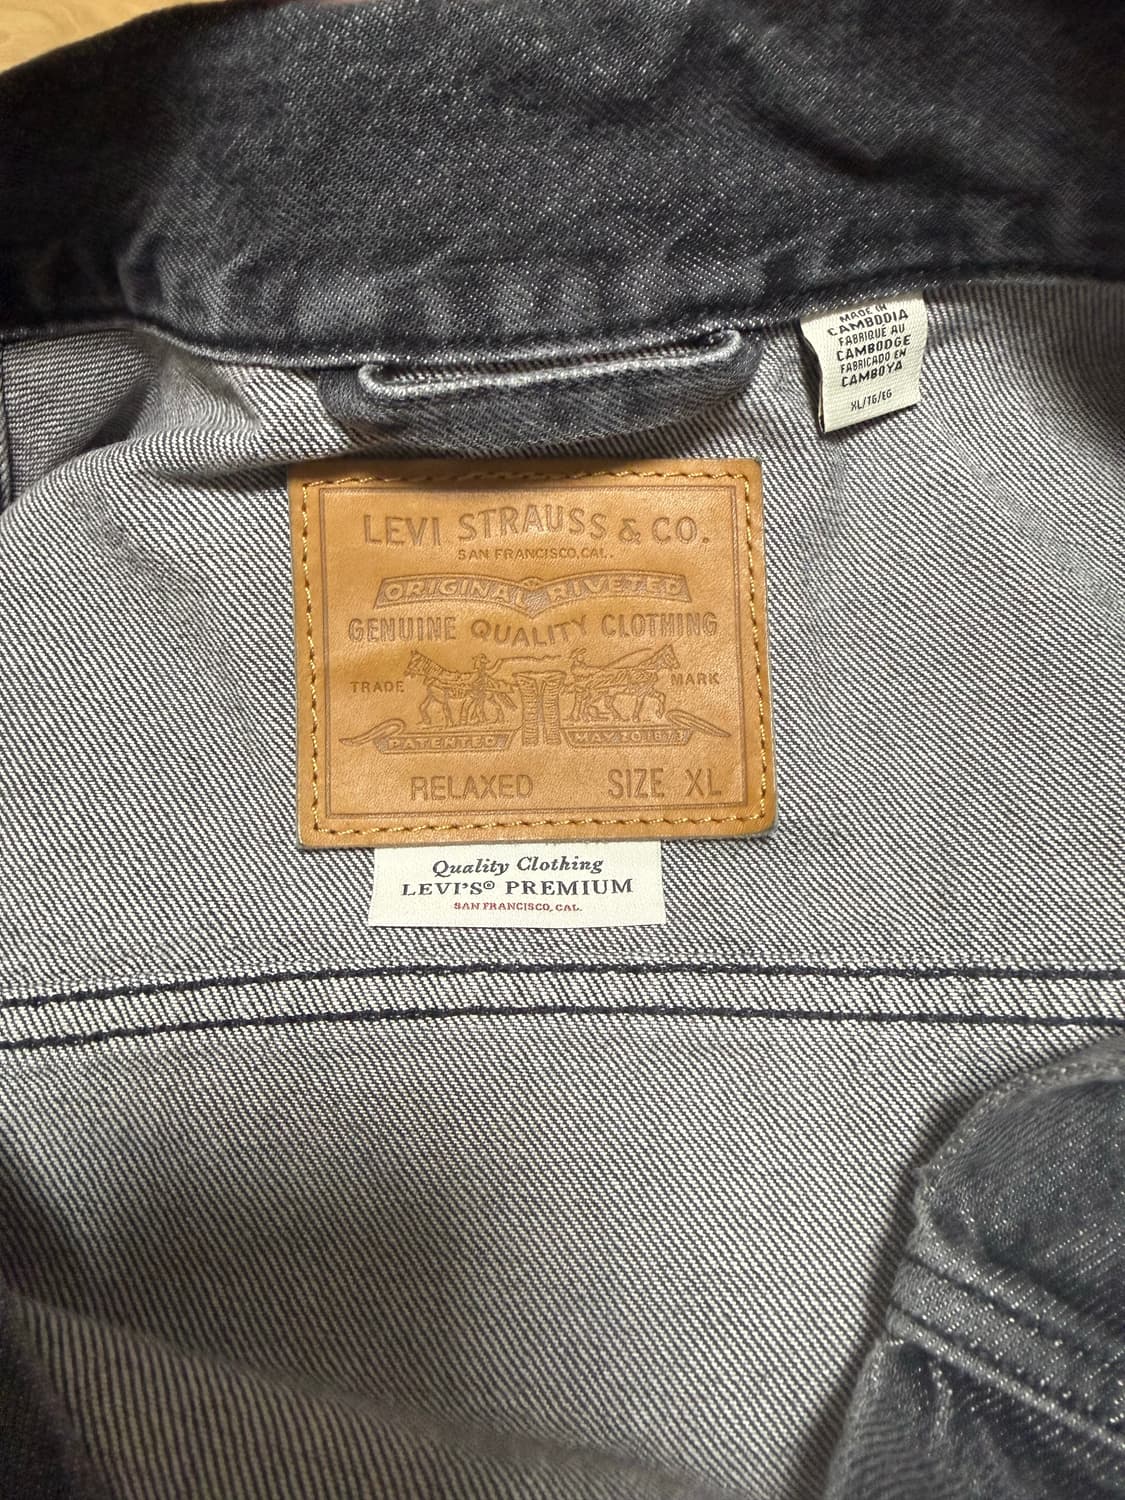 MADE IN
CAMBODIA
FABRIQUÉ AU
CAMBODGE
FABRICADO EN
CAMBOYA
XL/TG/EG
LEVI STRAUSS & CO.
SAN FRANCISCO, CAL.
ORIGINAL RIVETED
GENUINE QUALITY CLOTHING
TRADE MARK
PATENTED MAY 20 1873
RELAXED SIZE XL
Quality Clothing
LEVI'S® PREMIUM
SAN FRANCISCO, CAL.